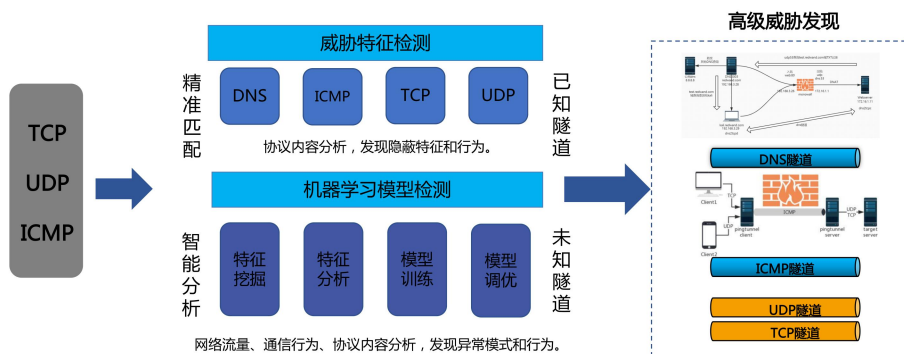 TCP
UDP
ICMP
威胁特征检测
精准匹配
DNS
ICMP
TCP
UDP
已知隧道
协议内容分析，发现隐蔽特征和行为。
机器学习模型检测
智能分析
特征
挖掘
特征
分析
模型
训练
模型
调优
未知隧道
网络流量、通信行为、协议内容分析，发现异常模式和行为。
高级威胁发现
DNS隧道
Client1
TCP
UDP
Client2
pingtunnel
client
ICMP
pingtunnel
server
UDP
TCP
target
server
ICMP隧道
UDP隧道
TCP隧道